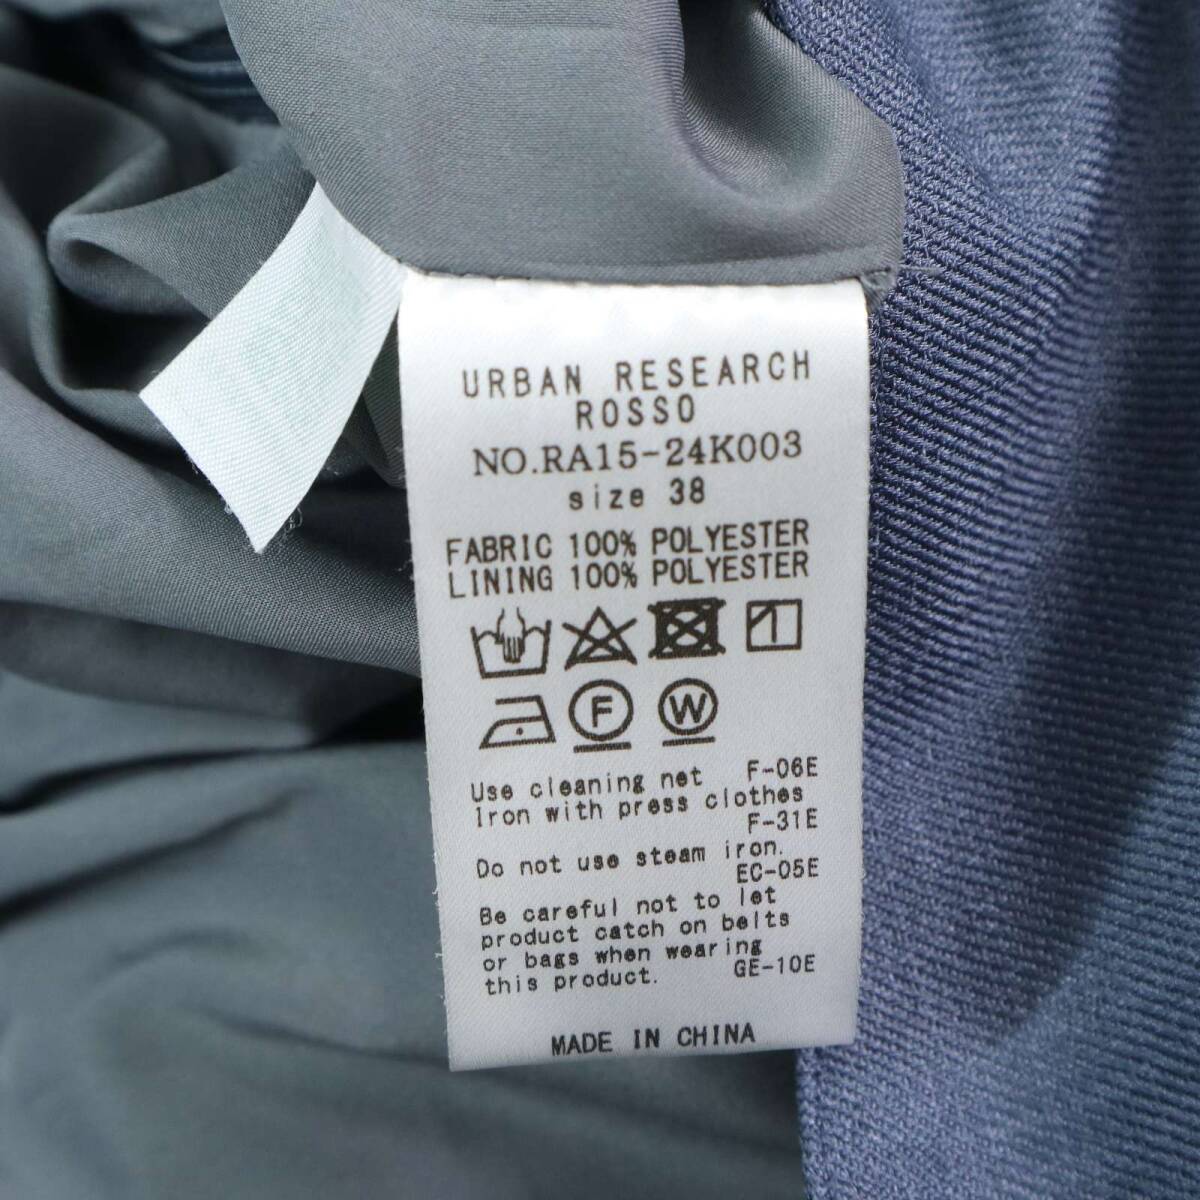 URBAN RESEARCH
ROSSO
NO.RA15-24K003
size 38
FABRIC 100% POLYESTER
LINING 100% POLYESTER
F W
Use cleaning net F-06E
Iron with press clothes
F-31E
Do not use steam iron.
EC-05E
Be careful not to let
product catch on belts
or bags when wearing
this product. GE-10E
MADE IN CHINA